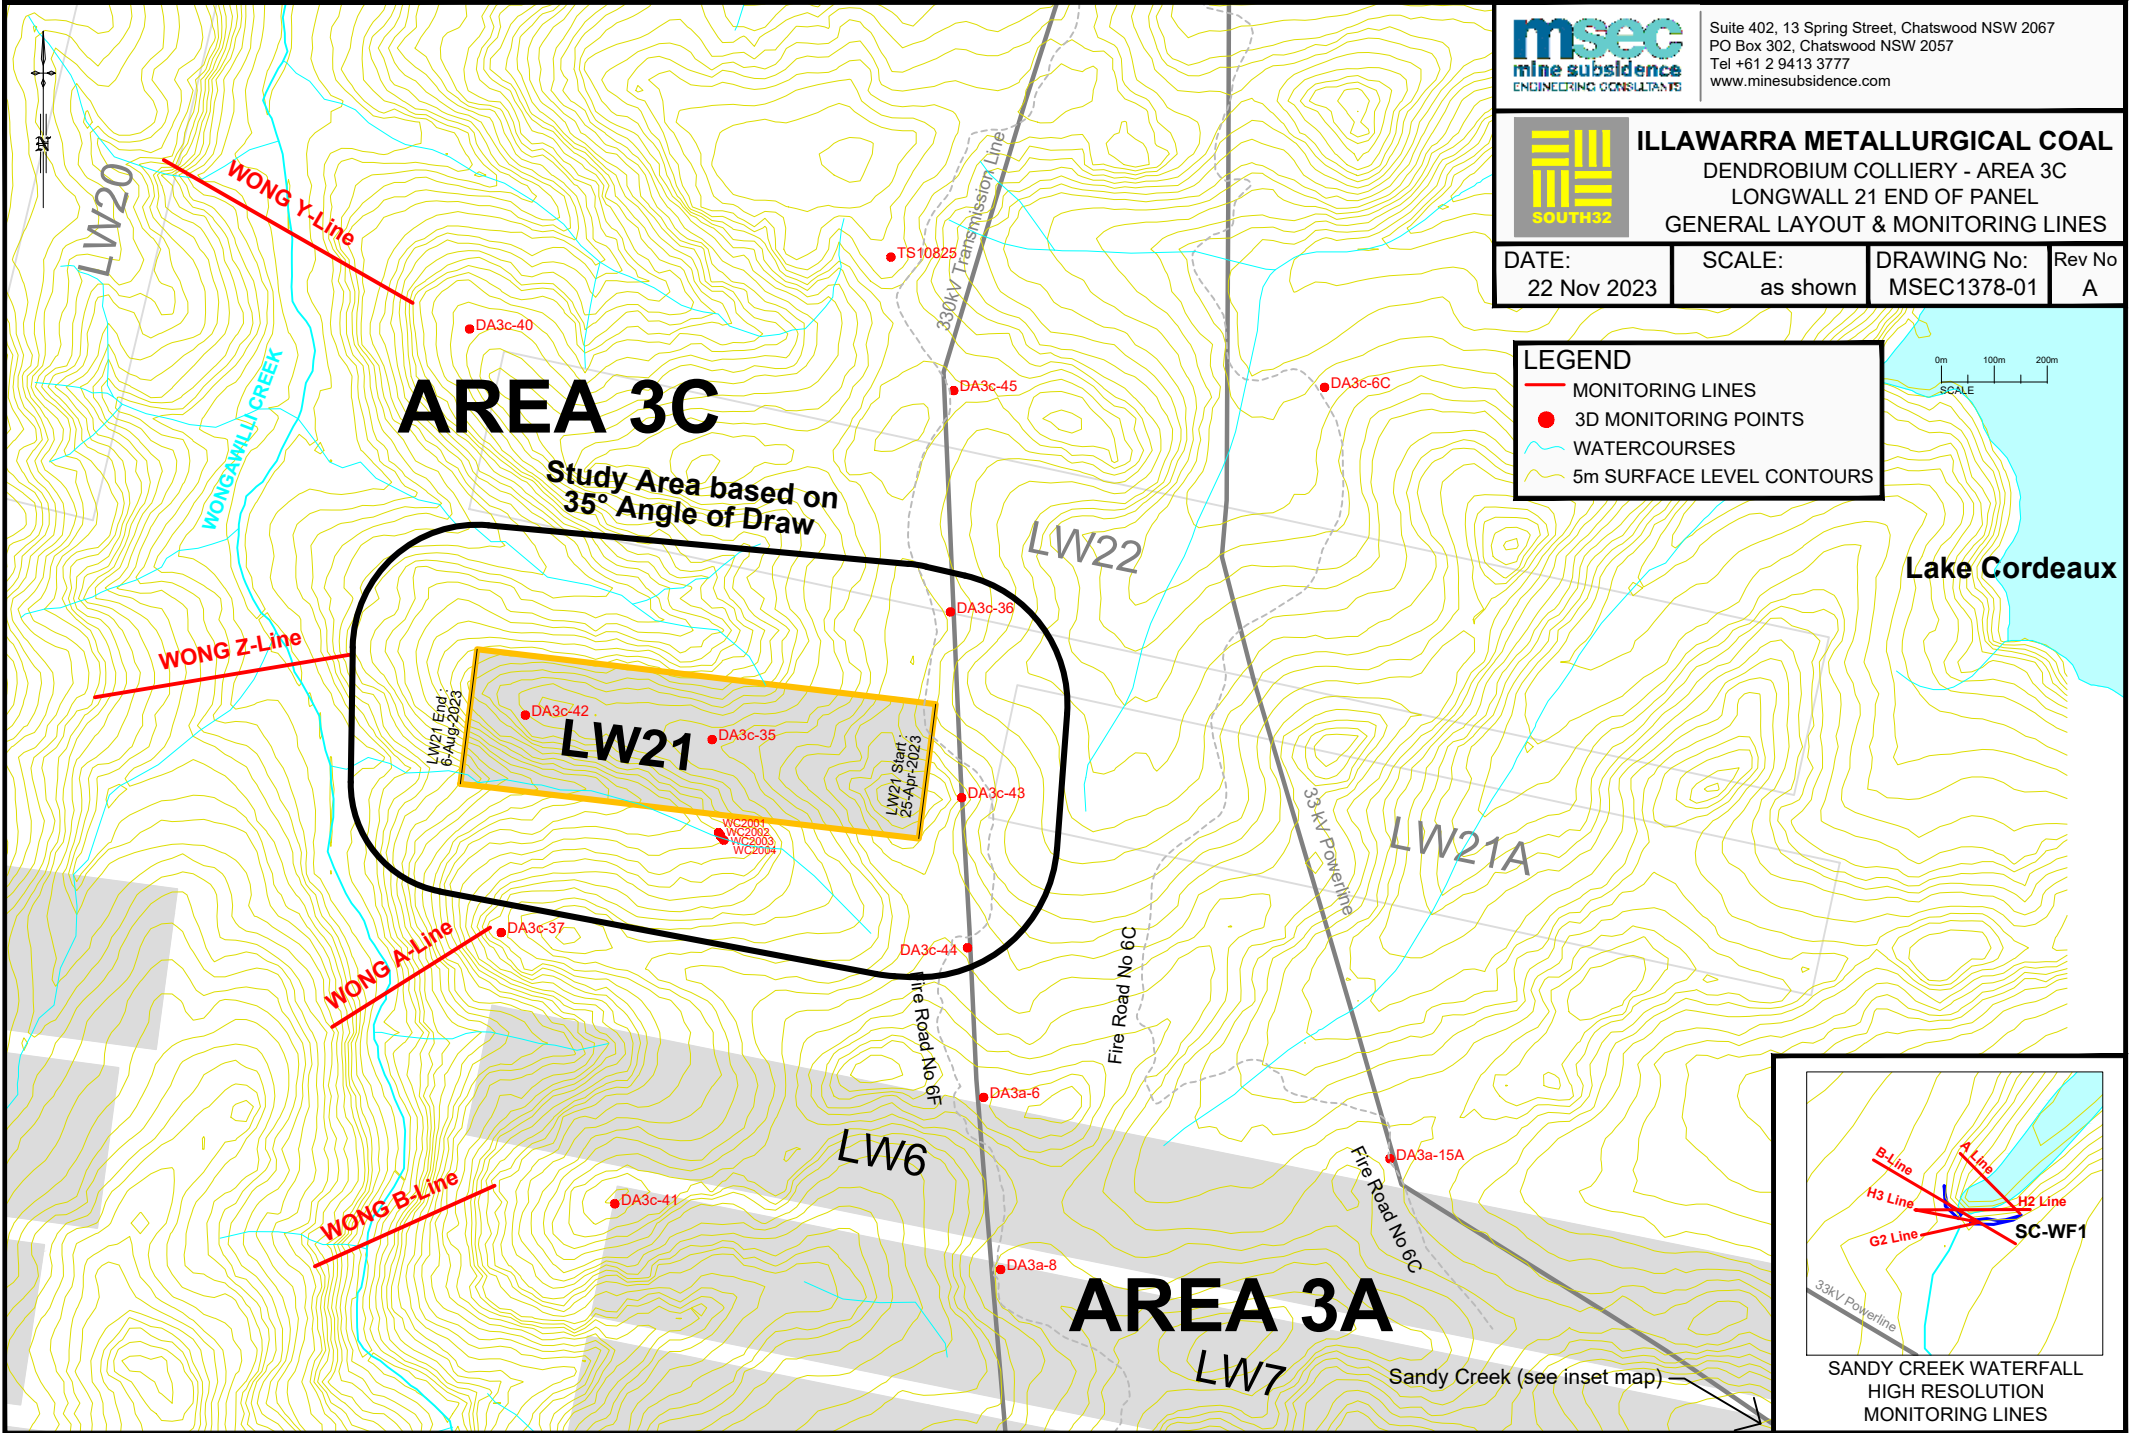 msec
mine subsidence
ENGINEERING CONSULTANTS
Suite 402, 13 Spring Street, Chatswood NSW 2067
PO Box 302, Chatswood NSW 2057
Tel +61 2 9413 3777
www.minesubsidence.com
SOUTH32
ILLAWARRA METALLURGICAL COAL
DENDROBIUM COLLIERY - AREA 3C
LONGWALL 21 END OF PANEL
GENERAL LAYOUT & MONITORING LINES
DATE:
22 Nov 2023
SCALE:
as shown
DRAWING No:
MSEC1378-01
Rev No
A
LEGEND
MONITORING LINES
3D MONITORING POINTS
WATERCOURSES
5m SURFACE LEVEL CONTOURS
0m 100m 200m
SCALE
Lake Cordeaux
N
LW20
WONG Y-Line
TS10825
330kV Transmission Line
DA3c-40
DA3c-45
DA3c-6C
WONGAWILLI CREEK
AREA 3C
Study Area based on
35° Angle of Draw
LW22
DA3c-36
WONG Z-Line
LW21 End :
6-Aug-2023
DA3c-42
LW21
DA3c-35
LW21 Start :
25-Apr-2023
DA3c-43
WC2001
WC2002
WC2003
WC2004
33 kV Powerline
LW21A
DA3c-37
WONG A-Line
DA3c-44
Fire Road No 6F
Fire Road No 6C
DA3a-6
LW6
DA3a-15A
Fire Road No 6C
WONG B-Line
DA3c-41
DA3a-8
AREA 3A
LW7
Sandy Creek (see inset map)
B-Line
A Line
H3 Line
H2 Line
G2 Line
SC-WF1
33kV Powerline
SANDY CREEK WATERFALL
HIGH RESOLUTION
MONITORING LINES